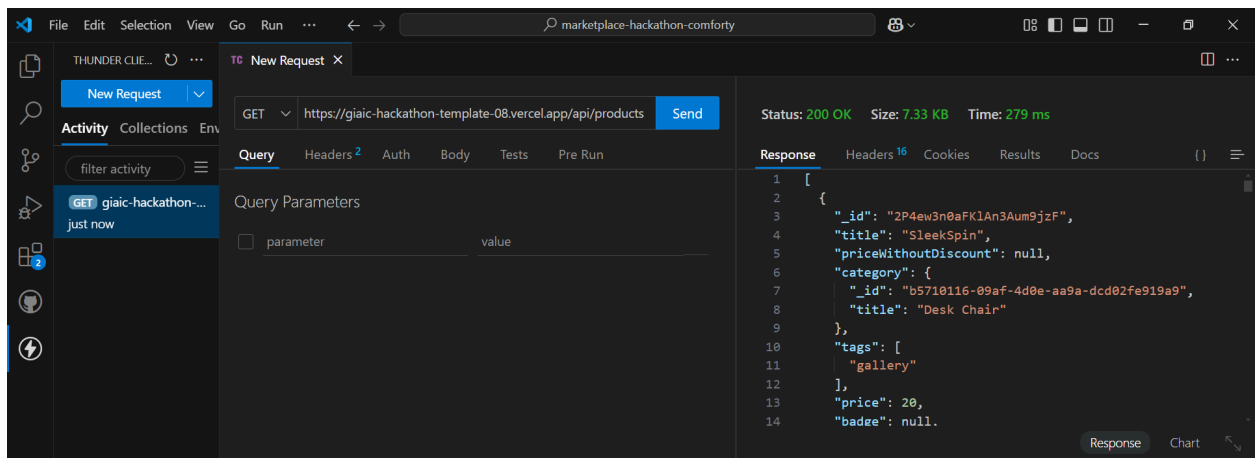 File Edit Selection View Go Run ··· ← → marketplace-hackathon-comforty
THUNDER CLIE... ···
TC New Request ×
New Request
Activity Collections Env
filter activity
GET giaic-hackathon-...
just now
2
GET https://giaic-hackathon-template-08.vercel.app/api/products Send
Query Headers 2 Auth Body Tests Pre Run
Query Parameters
parameter value
Status: 200 OK Size: 7.33 KB Time: 279 ms
Response Headers 16 Cookies Results Docs { }
1 [
2 {
3 "_id": "2P4ew3n0aFKlAn3Aum9jzF",
4 "title": "SleekSpin",
5 "priceWithoutDiscount": null,
6 "category": {
7 "_id": "b5710116-09af-4d0e-aa9a-dcd02fe919a9",
8 "title": "Desk Chair"
9 },
10 "tags": [
11 "gallery"
12 ],
13 "price": 20,
14 "badge": null,
Response Chart